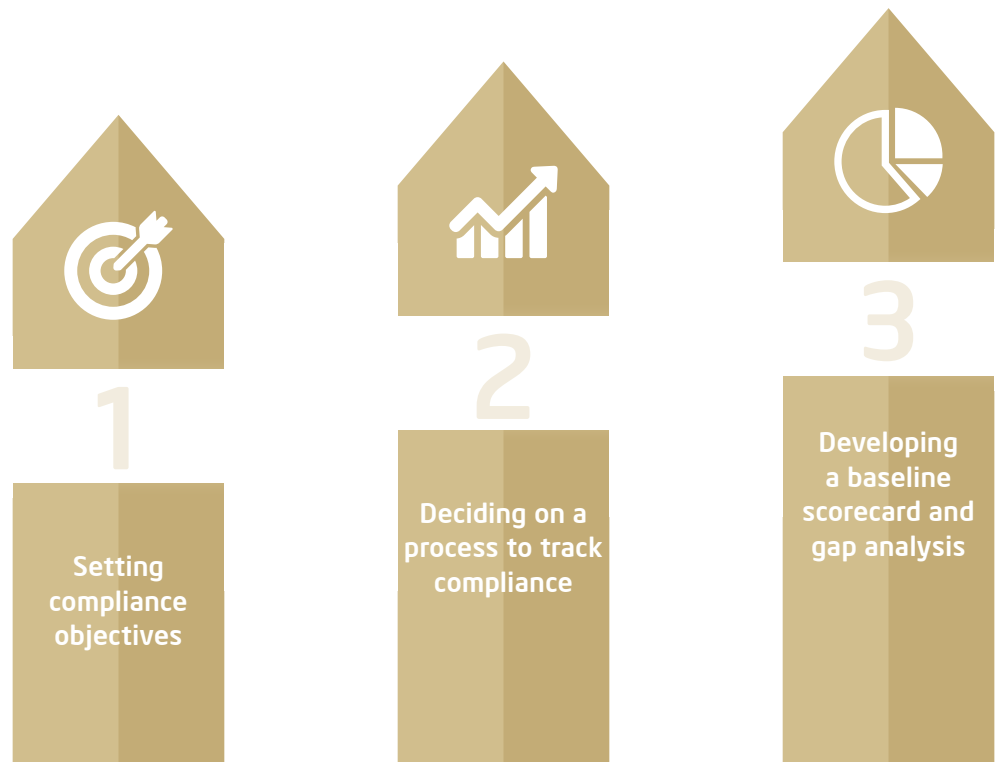 1
Setting
compliance
objectives
2
Deciding on a
process to track
compliance
3
Developing
a baseline
scorecard and
gap analysis